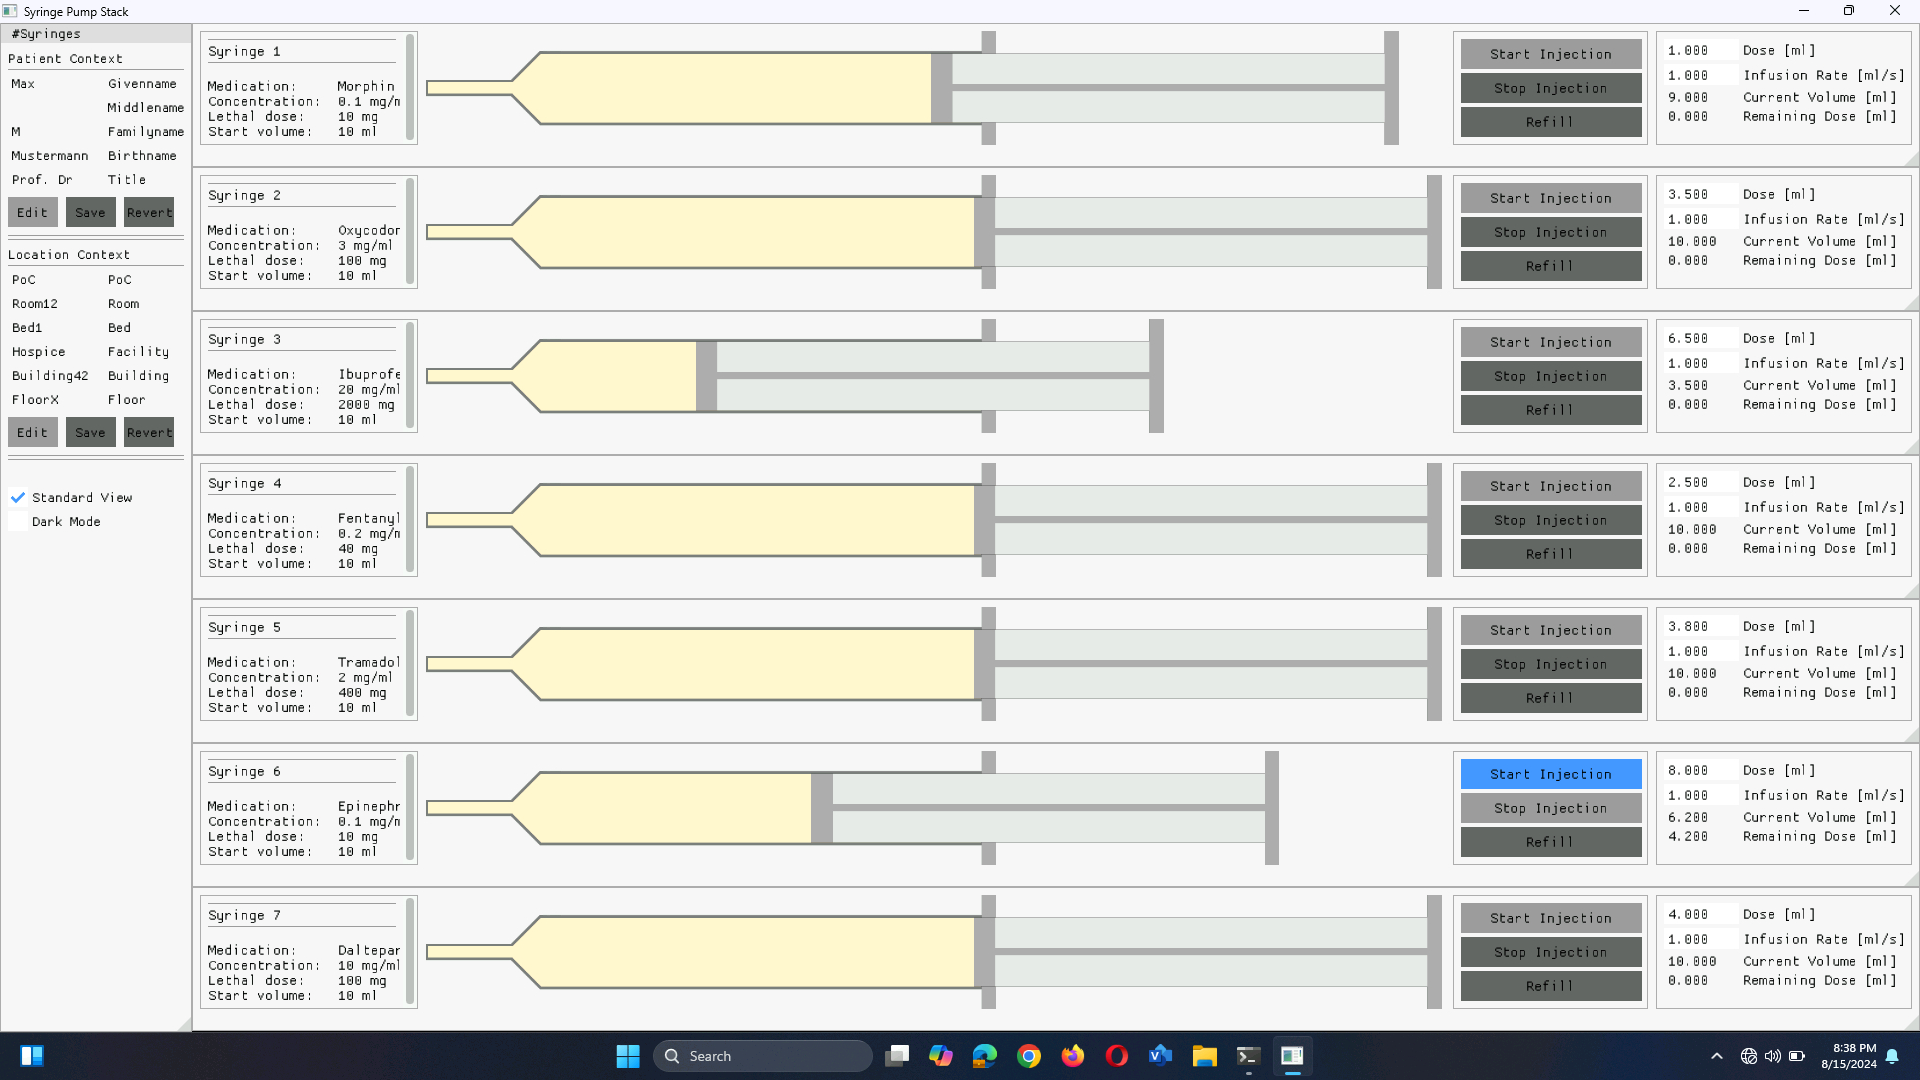 Syringe Pump Stack
#Syringes
Patient Context
Max Givenname
Middlename
M Familyname
Mustermann Birthname
Prof. Dr Title
Edit Save Revert
Location Context
PoC PoC
Room12 Room
Bed1 Bed
Hospice Facility
Building42 Building
FloorX Floor
Edit Save Revert
Standard View
Dark Mode
Syringe 1
Medication: Morphin
Concentration: 0.1 mg/m
Lethal dose: 10 mg
Start volume: 10 ml
Start Injection
Stop Injection
Refill
1.000 Dose [ml]
1.000 Infusion Rate [ml/s]
9.000 Current Volume [ml]
0.000 Remaining Dose [ml]
Syringe 2
Medication: Oxycodon
Concentration: 3 mg/ml
Lethal dose: 100 mg
Start volume: 10 ml
Start Injection
Stop Injection
Refill
3.500 Dose [ml]
1.000 Infusion Rate [ml/s]
10.000 Current Volume [ml]
0.000 Remaining Dose [ml]
Syringe 3
Medication: Ibuprofe
Concentration: 20 mg/ml
Lethal dose: 2000 mg
Start volume: 10 ml
Start Injection
Stop Injection
Refill
6.500 Dose [ml]
1.000 Infusion Rate [ml/s]
3.500 Current Volume [ml]
0.000 Remaining Dose [ml]
Syringe 4
Medication: Fentanyl
Concentration: 0.2 mg/m
Lethal dose: 40 mg
Start volume: 10 ml
Start Injection
Stop Injection
Refill
2.500 Dose [ml]
1.000 Infusion Rate [ml/s]
10.000 Current Volume [ml]
0.000 Remaining Dose [ml]
Syringe 5
Medication: Tramadol
Concentration: 2 mg/ml
Lethal dose: 400 mg
Start volume: 10 ml
Start Injection
Stop Injection
Refill
3.800 Dose [ml]
1.000 Infusion Rate [ml/s]
10.000 Current Volume [ml]
0.000 Remaining Dose [ml]
Syringe 6
Medication: Epinephr
Concentration: 0.1 mg/m
Lethal dose: 10 mg
Start volume: 10 ml
Start Injection
Stop Injection
Refill
8.000 Dose [ml]
1.000 Infusion Rate [ml/s]
6.200 Current Volume [ml]
4.200 Remaining Dose [ml]
Syringe 7
Medication: Daltepar
Concentration: 10 mg/ml
Lethal dose: 100 mg
Start volume: 10 ml
Start Injection
Stop Injection
Refill
4.000 Dose [ml]
1.000 Infusion Rate [ml/s]
10.000 Current Volume [ml]
0.000 Remaining Dose [ml]
Search
8:38 PM
8/15/2024